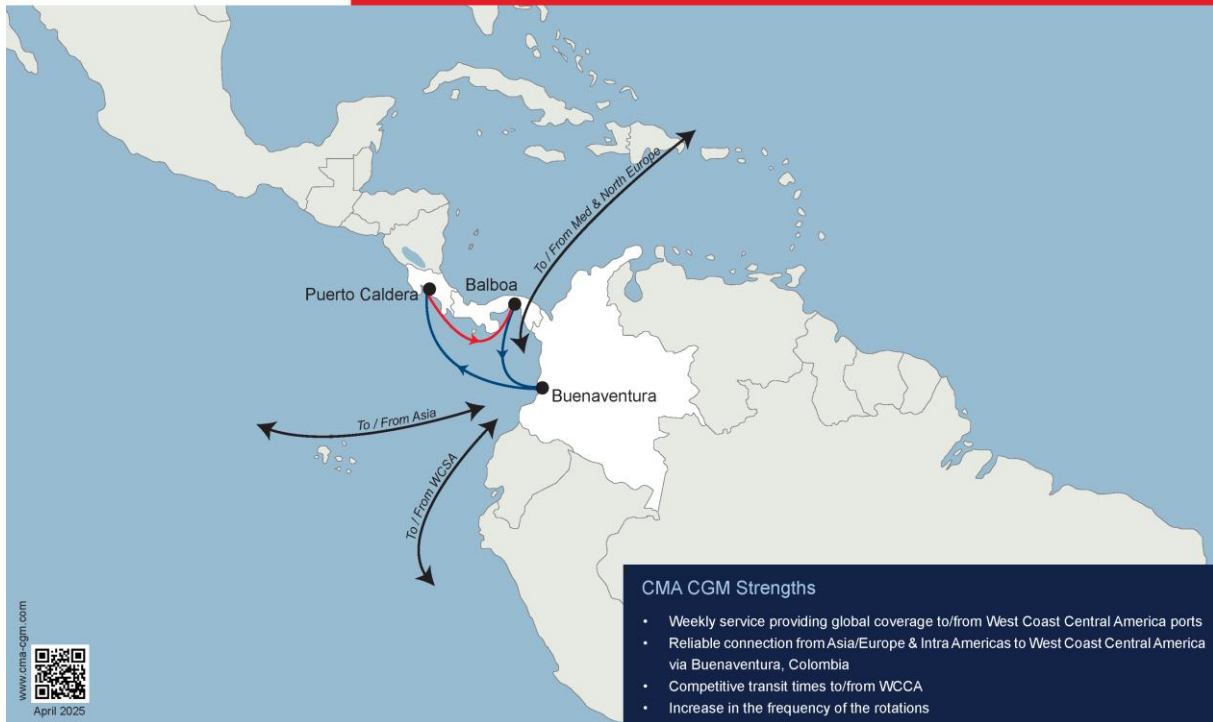 To / From Med & North Europe
Balboa
Puerto Caldera
Buenaventura
To / From Asia
To / From WCSA
CMA CGM Strengths
• Weekly service providing global coverage to/from West Coast Central America ports
• Reliable connection from Asia/Europe & Intra Americas to West Coast Central America
via Buenaventura, Colombia
• Competitive transit times to/from WCCA
• Increase in the frequency of the rotations
www.cma-cgm.com
April 2025